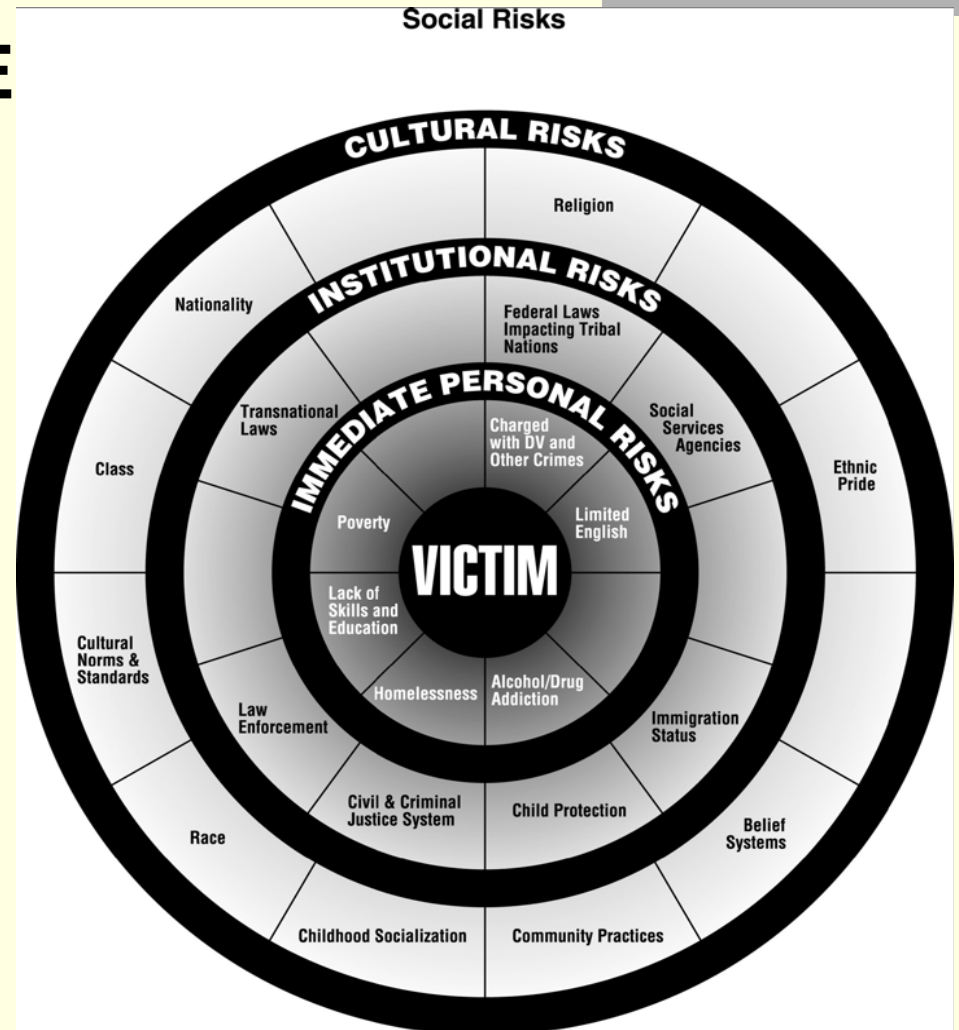 Social Risks
E
CULTURAL RISKS
Religion
INSTITUTIONAL RISKS
Nationality
Federal Laws
Impacting Tribal
Nations
IMMEDIATE PERSONAL RISKS
Transnational
Laws
Social
Services
Agencies
Charged
with DV and
Other Crimes
Class
Ethnic
Pride
Poverty
Limited
English
VICTIM
Lack of
Skills and
Education
Cultural
Norms &
Standards
Homelessness
Alcohol/Drug
Addiction
Law
Enforcement
Immigration
Status
Civil & Criminal
Justice System
Child Protection
Race
Belief
Systems
Childhood Socialization
Community Practices